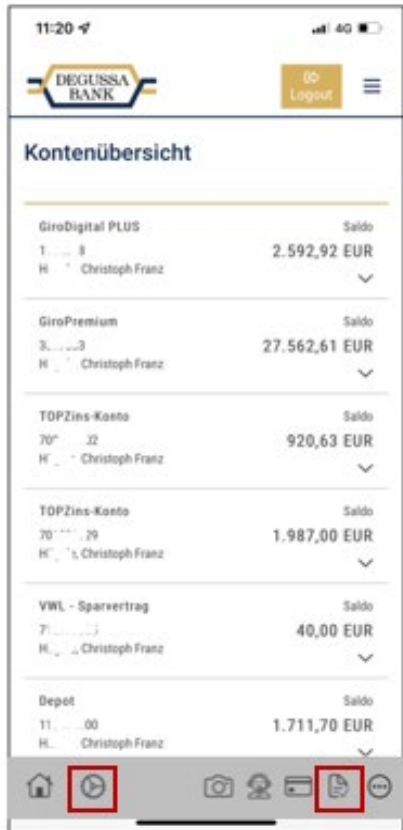 11:20
4G
DEGUSSA
BANK
Logout
Kontenübersicht
GiroDigital PLUS Saldo
2.592,92 EUR
Christoph Franz
GiroPremium Saldo
27.562,61 EUR
Christoph Franz
TOPZins-Konto Saldo
920,63 EUR
Christoph Franz
TOPZins-Konto Saldo
1.987,00 EUR
Christoph Franz
VWL - Sparvertrag Saldo
40,00 EUR
Christoph Franz
Depot Saldo
1.711,70 EUR
Christoph Franz